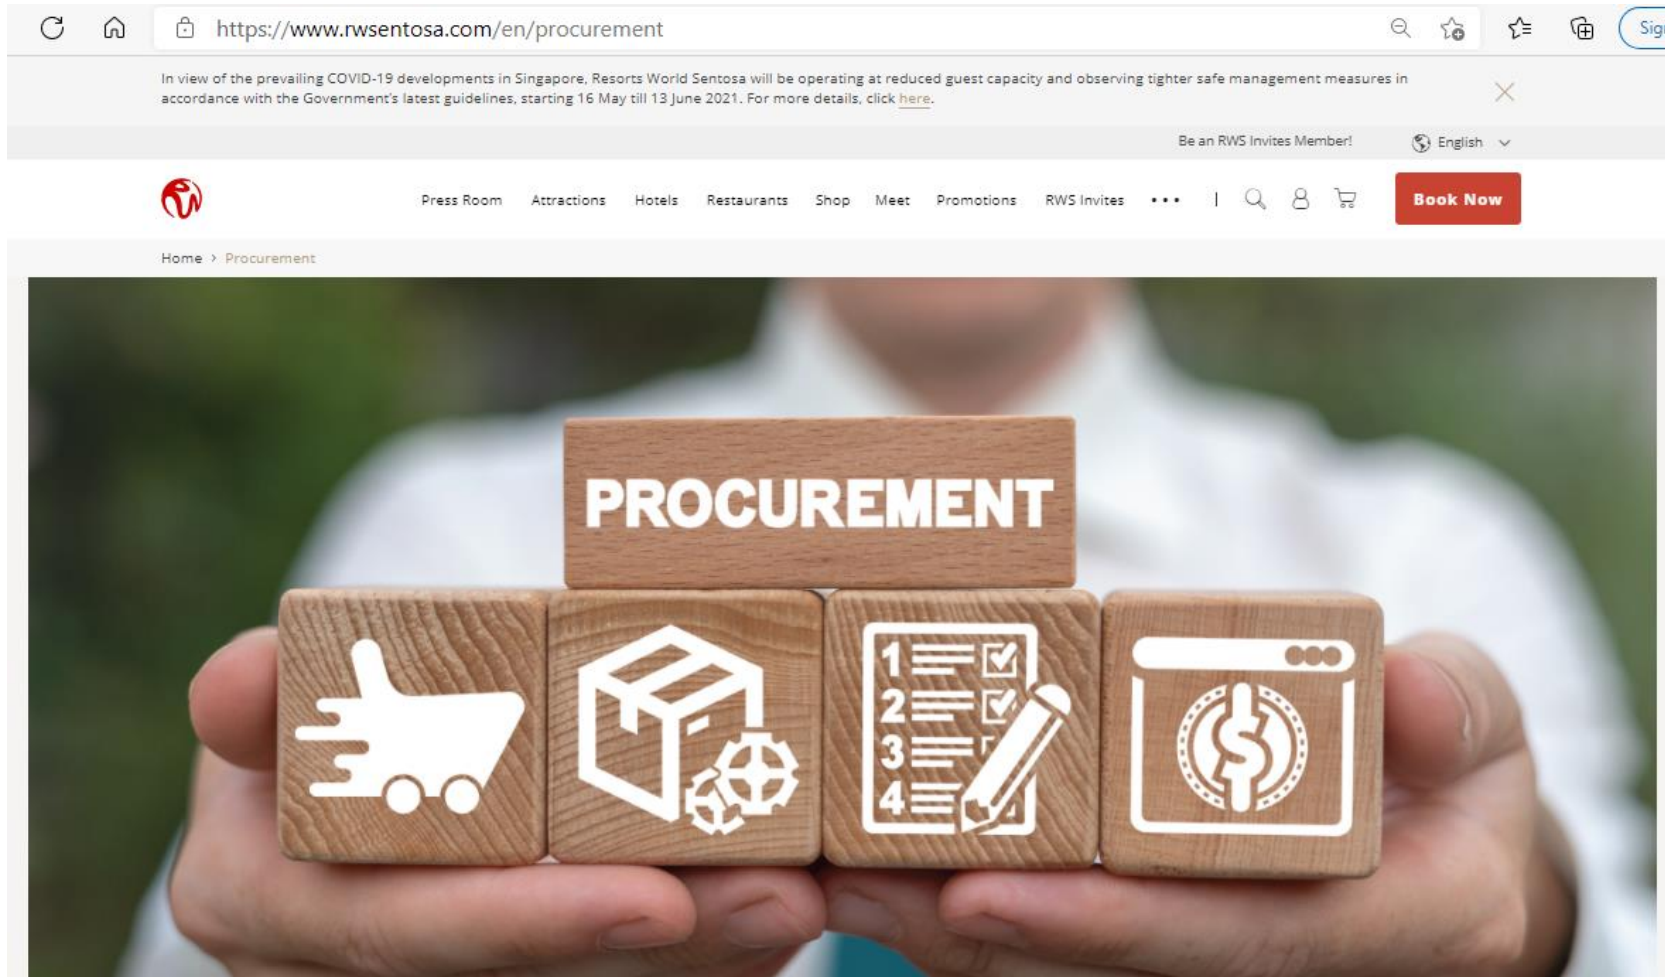 https://www.rwsentosa.com/en/procurement
In view of the prevailing COVID-19 developments in Singapore, Resorts World Sentosa will be operating at reduced guest capacity and observing tighter safe management measures in
accordance with the Government's latest guidelines, starting 16 May till 13 June 2021. For more details, click here.
Be an RWS Invites Member! English
Press Room Attractions Hotels Restaurants Shop Meet Promotions RWS Invites ••• | Book Now
Home > Procurement
PROCUREMENT
1
2
3
4
$